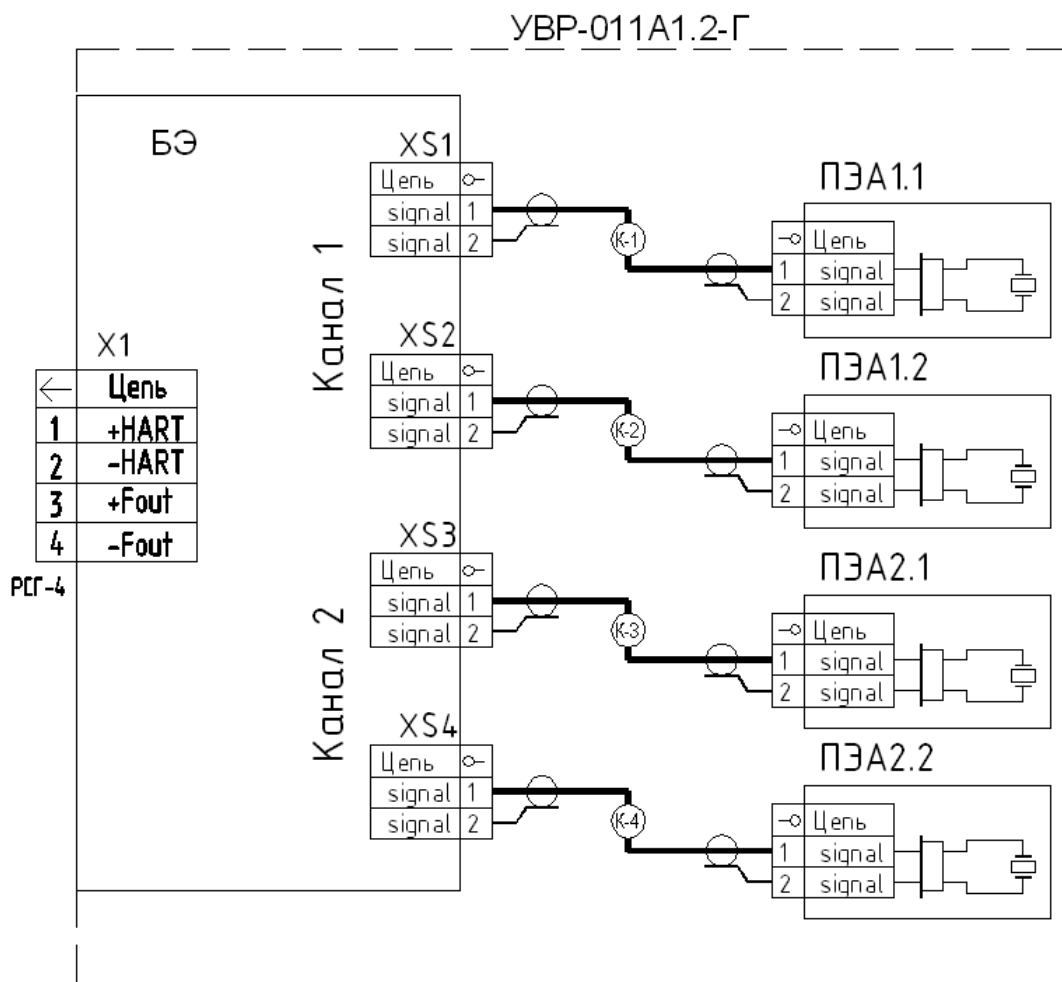 УВР-011А1.2-Г
БЭ
XS1
Цепь
signal 1
signal 2
Канал 1
К-1
ПЭА1.1
Цепь
1 signal
2 signal
X1
Цепь
1 +HART
2 -HART
3 +Fout
4 -Fout
РСГ-4
XS2
Цепь
signal 1
signal 2
К-2
ПЭА1.2
Цепь
1 signal
2 signal
XS3
Цепь
signal 1
signal 2
Канал 2
К-3
ПЭА2.1
Цепь
1 signal
2 signal
XS4
Цепь
signal 1
signal 2
К-4
ПЭА2.2
Цепь
1 signal
2 signal